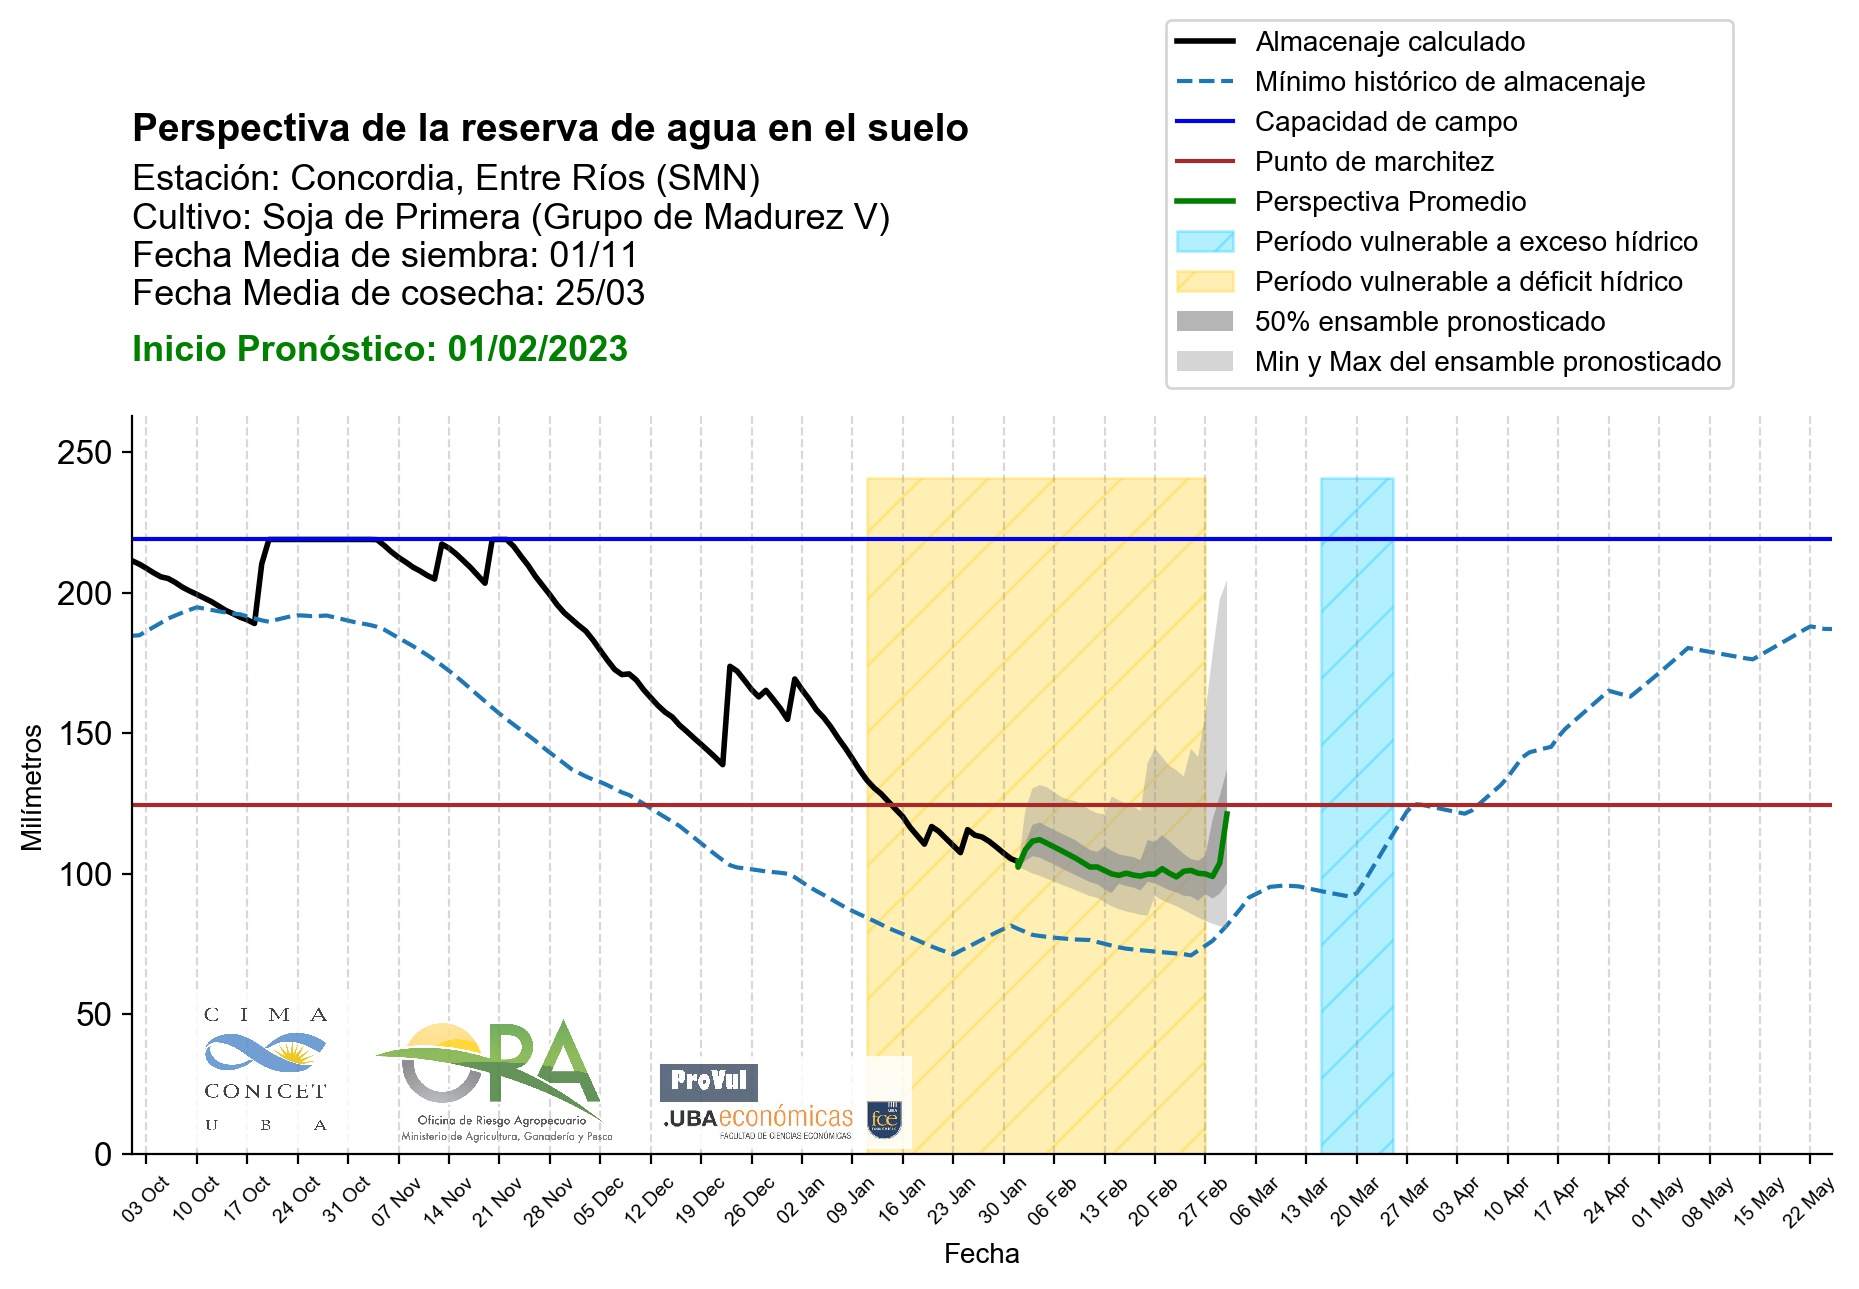 Almacenaje calculado
Mínimo histórico de almacenaje
Capacidad de campo
Punto de marchitez
Perspectiva Promedio
Período vulnerable a exceso hídrico
Período vulnerable a déficit hídrico
50% ensamble pronosticado
Min y Max del ensamble pronosticado
Perspectiva de la reserva de agua en el suelo
Estación: Concordia, Entre Ríos (SMN)
Cultivo: Soja de Primera (Grupo de Madurez V)
Fecha Media de siembra: 01/11
Fecha Media de cosecha: 25/03
Inicio Pronóstico: 01/02/2023
250
200
150
100
50
0
Milímetros
CIMA
CONICET
UBA
ORA
Oficina de Riesgo Agropecuario
Ministerio de Agricultura, Ganadería y Pesca
ProVul
.UBAeconómicas
FACULTAD DE CIENCIAS ECONÓMICAS
UBA
fce
03 Oct
10 Oct
17 Oct
24 Oct
31 Oct
07 Nov
14 Nov
21 Nov
28 Nov
05 Dec
12 Dec
19 Dec
26 Dec
02 Jan
09 Jan
16 Jan
23 Jan
30 Jan
06 Feb
13 Feb
20 Feb
27 Feb
06 Mar
13 Mar
20 Mar
27 Mar
03 Apr
10 Apr
17 Apr
24 Apr
01 May
08 May
15 May
22 May
Fecha